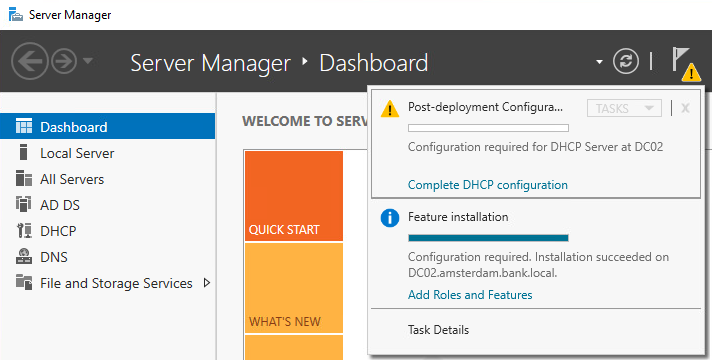 Server Manager
Server Manager • Dashboard
Dashboard
Local Server
All Servers
AD DS
DHCP
DNS
File and Storage Services
WELCOME TO SERV
QUICK START
WHAT'S NEW
Post-deployment Configura...
TASKS
X
Configuration required for DHCP Server at DC02
Complete DHCP configuration
Feature installation
Configuration required. Installation succeeded on
DC02.amsterdam.bank.local.
Add Roles and Features
Task Details